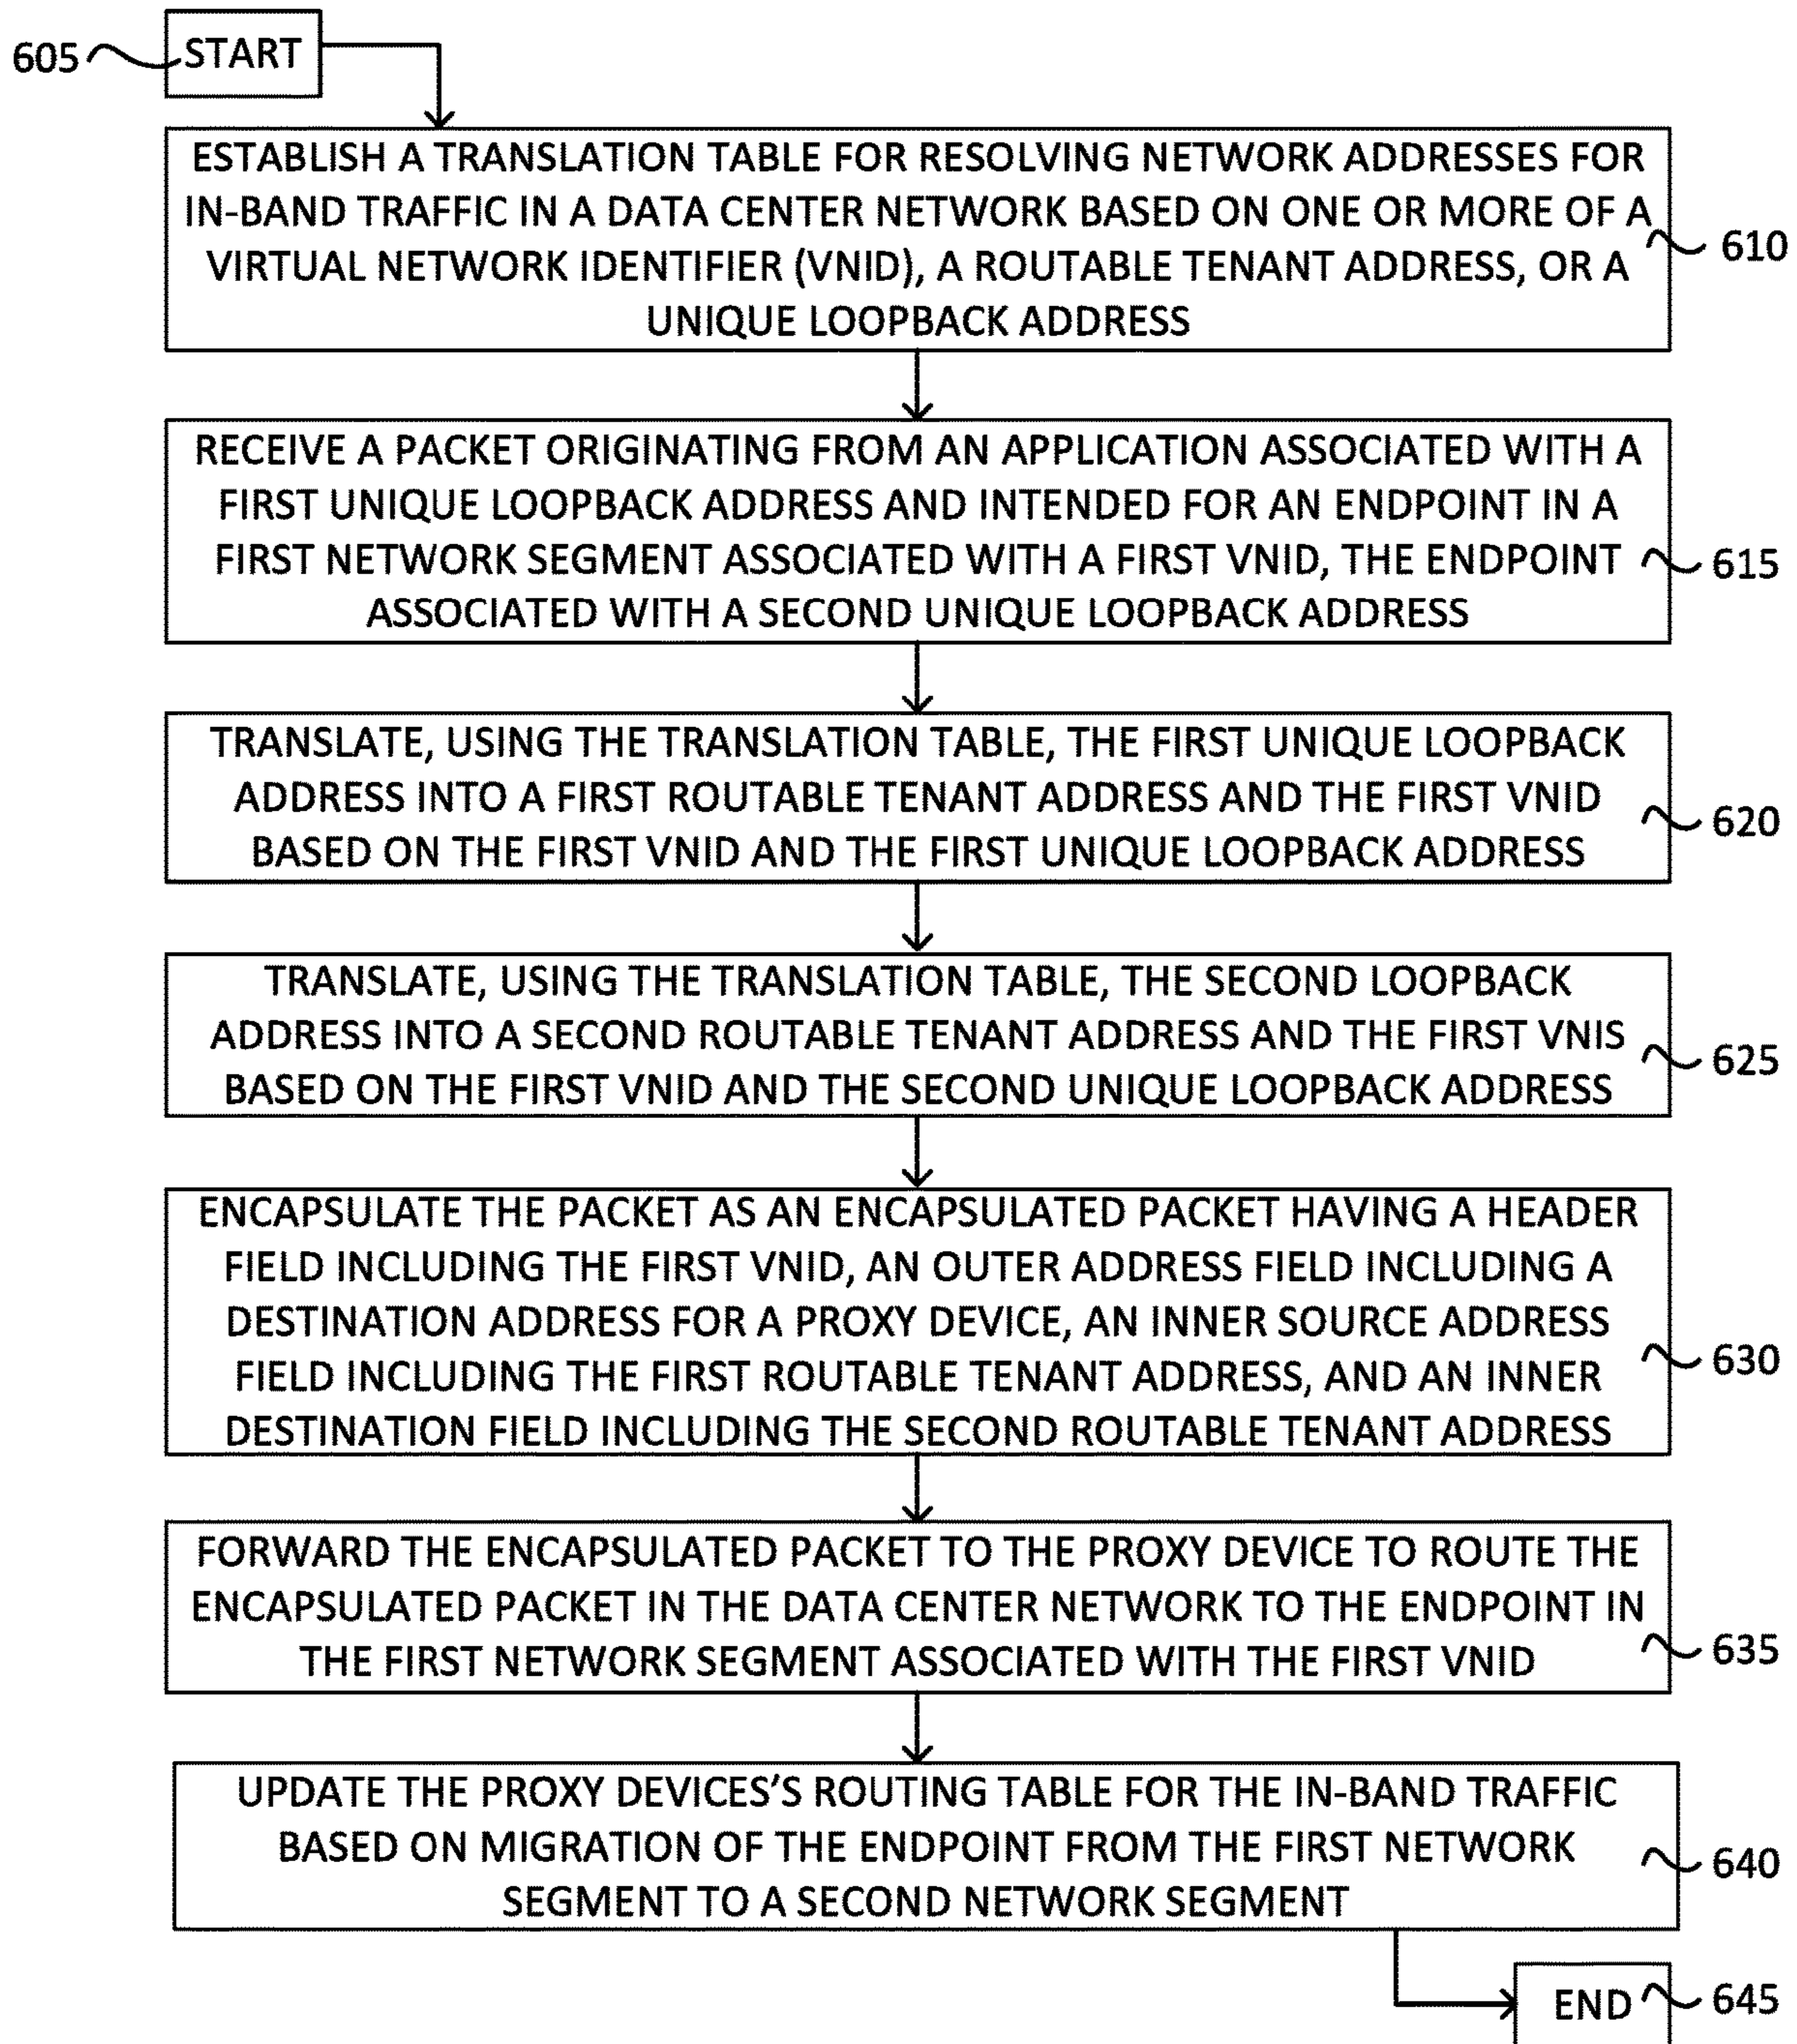 605
START
ESTABLISH A TRANSLATION TABLE FOR RESOLVING NETWORK ADDRESSES FOR
IN-BAND TRAFFIC IN A DATA CENTER NETWORK BASED ON ONE OR MORE OF A
VIRTUAL NETWORK IDENTIFIER (VNID), A ROUTABLE TENANT ADDRESS, OR A
UNIQUE LOOPBACK ADDRESS
610
RECEIVE A PACKET ORIGINATING FROM AN APPLICATION ASSOCIATED WITH A
FIRST UNIQUE LOOPBACK ADDRESS AND INTENDED FOR AN ENDPOINT IN A
FIRST NETWORK SEGMENT ASSOCIATED WITH A FIRST VNID, THE ENDPOINT
ASSOCIATED WITH A SECOND UNIQUE LOOPBACK ADDRESS
615
TRANSLATE, USING THE TRANSLATION TABLE, THE FIRST UNIQUE LOOPBACK
ADDRESS INTO A FIRST ROUTABLE TENANT ADDRESS AND THE FIRST VNID
BASED ON THE FIRST VNID AND THE FIRST UNIQUE LOOPBACK ADDRESS
620
TRANSLATE, USING THE TRANSLATION TABLE, THE SECOND LOOPBACK
ADDRESS INTO A SECOND ROUTABLE TENANT ADDRESS AND THE FIRST VNIS
BASED ON THE FIRST VNID AND THE SECOND UNIQUE LOOPBACK ADDRESS
625
ENCAPSULATE THE PACKET AS AN ENCAPSULATED PACKET HAVING A HEADER
FIELD INCLUDING THE FIRST VNID, AN OUTER ADDRESS FIELD INCLUDING A
DESTINATION ADDRESS FOR A PROXY DEVICE, AN INNER SOURCE ADDRESS
FIELD INCLUDING THE FIRST ROUTABLE TENANT ADDRESS, AND AN INNER
DESTINATION FIELD INCLUDING THE SECOND ROUTABLE TENANT ADDRESS
630
FORWARD THE ENCAPSULATED PACKET TO THE PROXY DEVICE TO ROUTE THE
ENCAPSULATED PACKET IN THE DATA CENTER NETWORK TO THE ENDPOINT IN
THE FIRST NETWORK SEGMENT ASSOCIATED WITH THE FIRST VNID
635
UPDATE THE PROXY DEVICES'S ROUTING TABLE FOR THE IN-BAND TRAFFIC
BASED ON MIGRATION OF THE ENDPOINT FROM THE FIRST NETWORK
SEGMENT TO A SECOND NETWORK SEGMENT
640
END
645